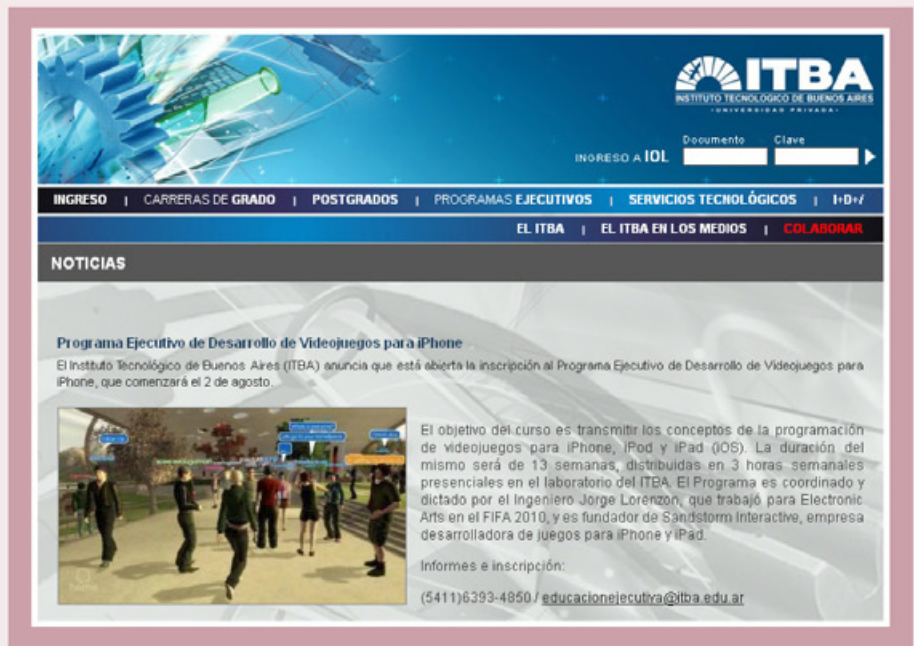 ITBA
INSTITUTO TECNOLOGICO DE BUENOS AIRES
-UNIVERSIDAD PRIVADA-
Documento Clave
INGRESO A IOL
INGRESO | CARRERAS DE GRADO | POSTGRADOS | PROGRAMAS EJECUTIVOS | SERVICIOS TECNOLÓGICOS | I+D+i
EL ITBA | EL ITBA EN LOS MEDIOS | COLABORAR
NOTICIAS
Programa Ejecutivo de Desarrollo de Videojuegos para iPhone
El Instituto Tecnológico de Buenos Aires (ITBA) anuncia que está abierta la inscripción al Programa Ejecutivo de Desarrollo de Videojuegos para
iPhone, que comenzará el 2 de agosto.
El objetivo del curso es transmitir los conceptos de la programación
de videojuegos para iPhone, iPod y iPad (iOS). La duración del
mismo será de 13 semanas, distribuidas en 3 horas semanales
presenciales en el laboratorio del ITBA. El Programa es coordinado y
dictado por el Ingeniero Jorge Lorenzon, que trabajó para Electronic
Arts en el FIFA 2010, y es fundador de Sandstorm Interactive, empresa
desarrolladora de juegos para iPhone y iPad.
Informes e inscripción:
(5411)6393-4850 / educacionejecutiva@itba.edu.ar